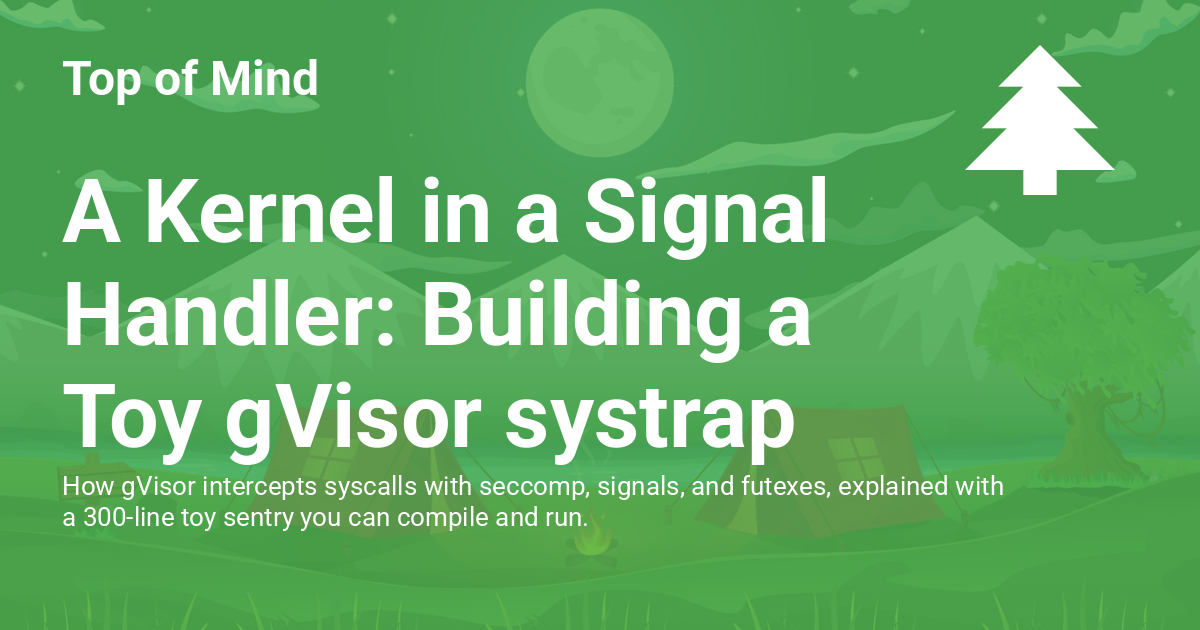 Top of Mind
A Kernel in a Signal
Handler: Building a
Toy gVisor systrap
How gVisor intercepts syscalls with seccomp, signals, and futexes, explained with
a 300-line toy sentry you can compile and run.